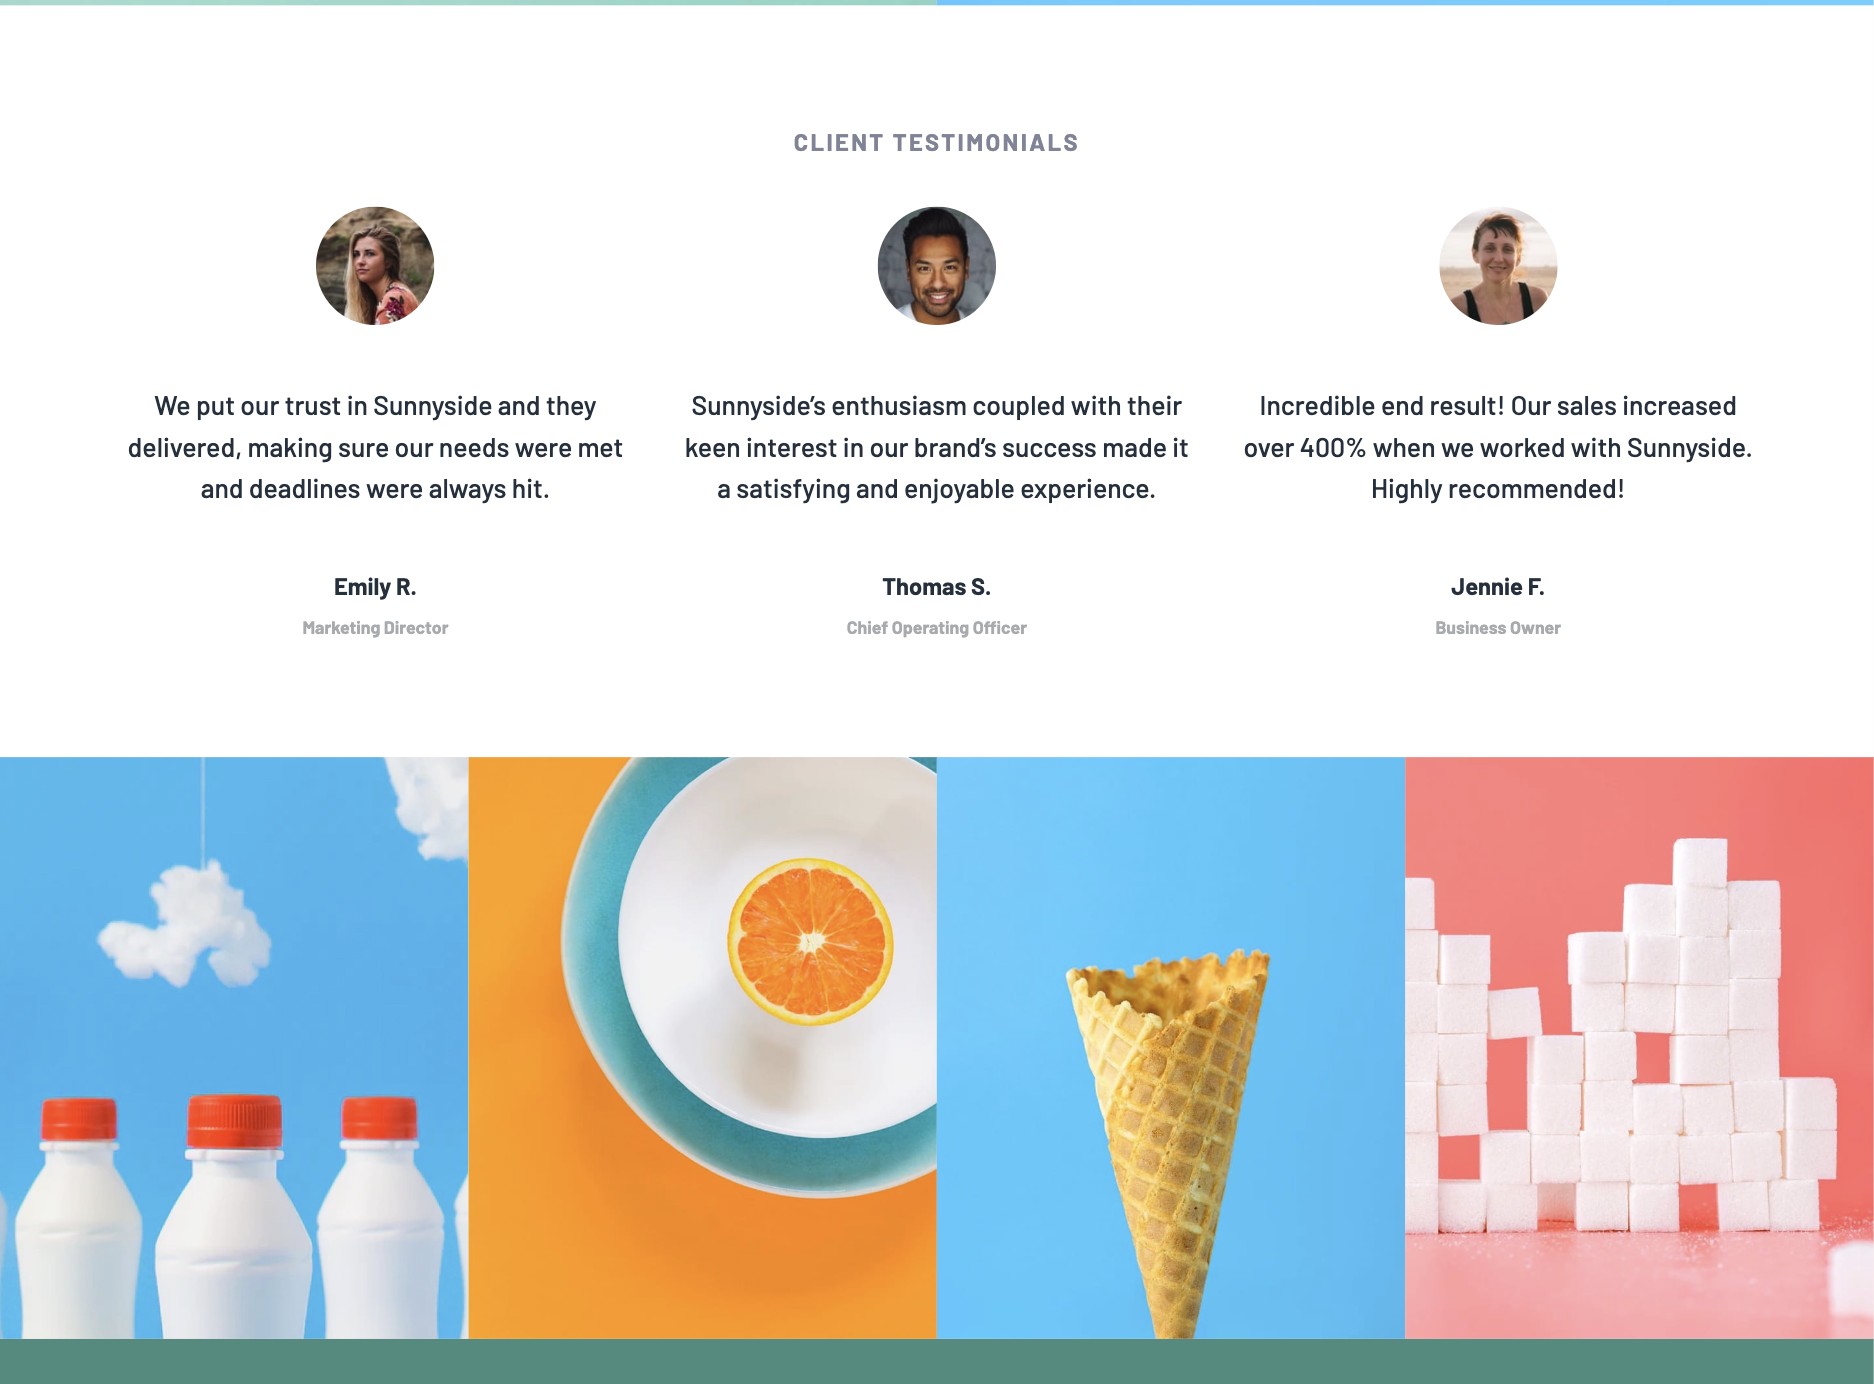 CLIENT TESTIMONIALS
We put our trust in Sunnyside and they
delivered, making sure our needs were met
and deadlines were always hit.
Emily R.
Marketing Director
Sunnyside’s enthusiasm coupled with their
keen interest in our brand’s success made it
a satisfying and enjoyable experience.
Thomas S.
Chief Operating Officer
Incredible end result! Our sales increased
over 400% when we worked with Sunnyside.
Highly recommended!
Jennie F.
Business Owner